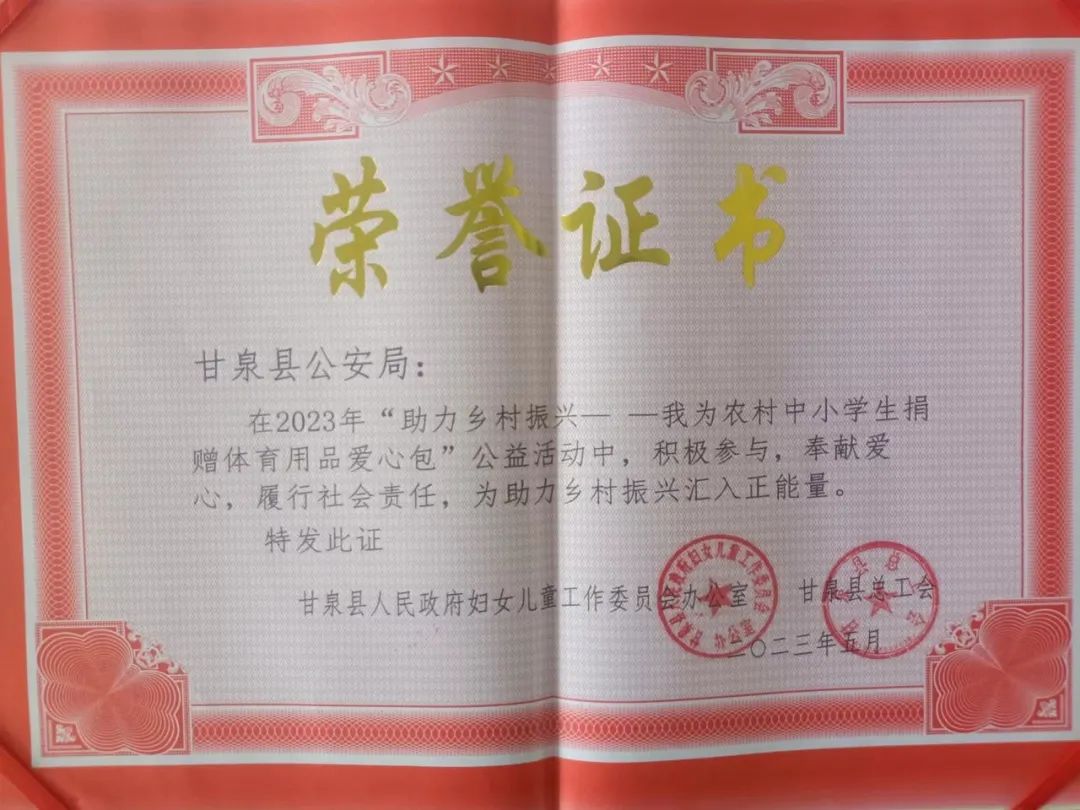 荣誉证书
甘泉县公安局：
在2023年“助力乡村振兴— —我为农村中小学生捐
赠体育用品爱心包”公益活动中，积极参与，奉献爱
心，履行社会责任，为助力乡村振兴汇入正能量。
特发此证
甘泉县人民政府妇女儿童工作委员会办公室 甘泉县总工会
二〇二三年五月